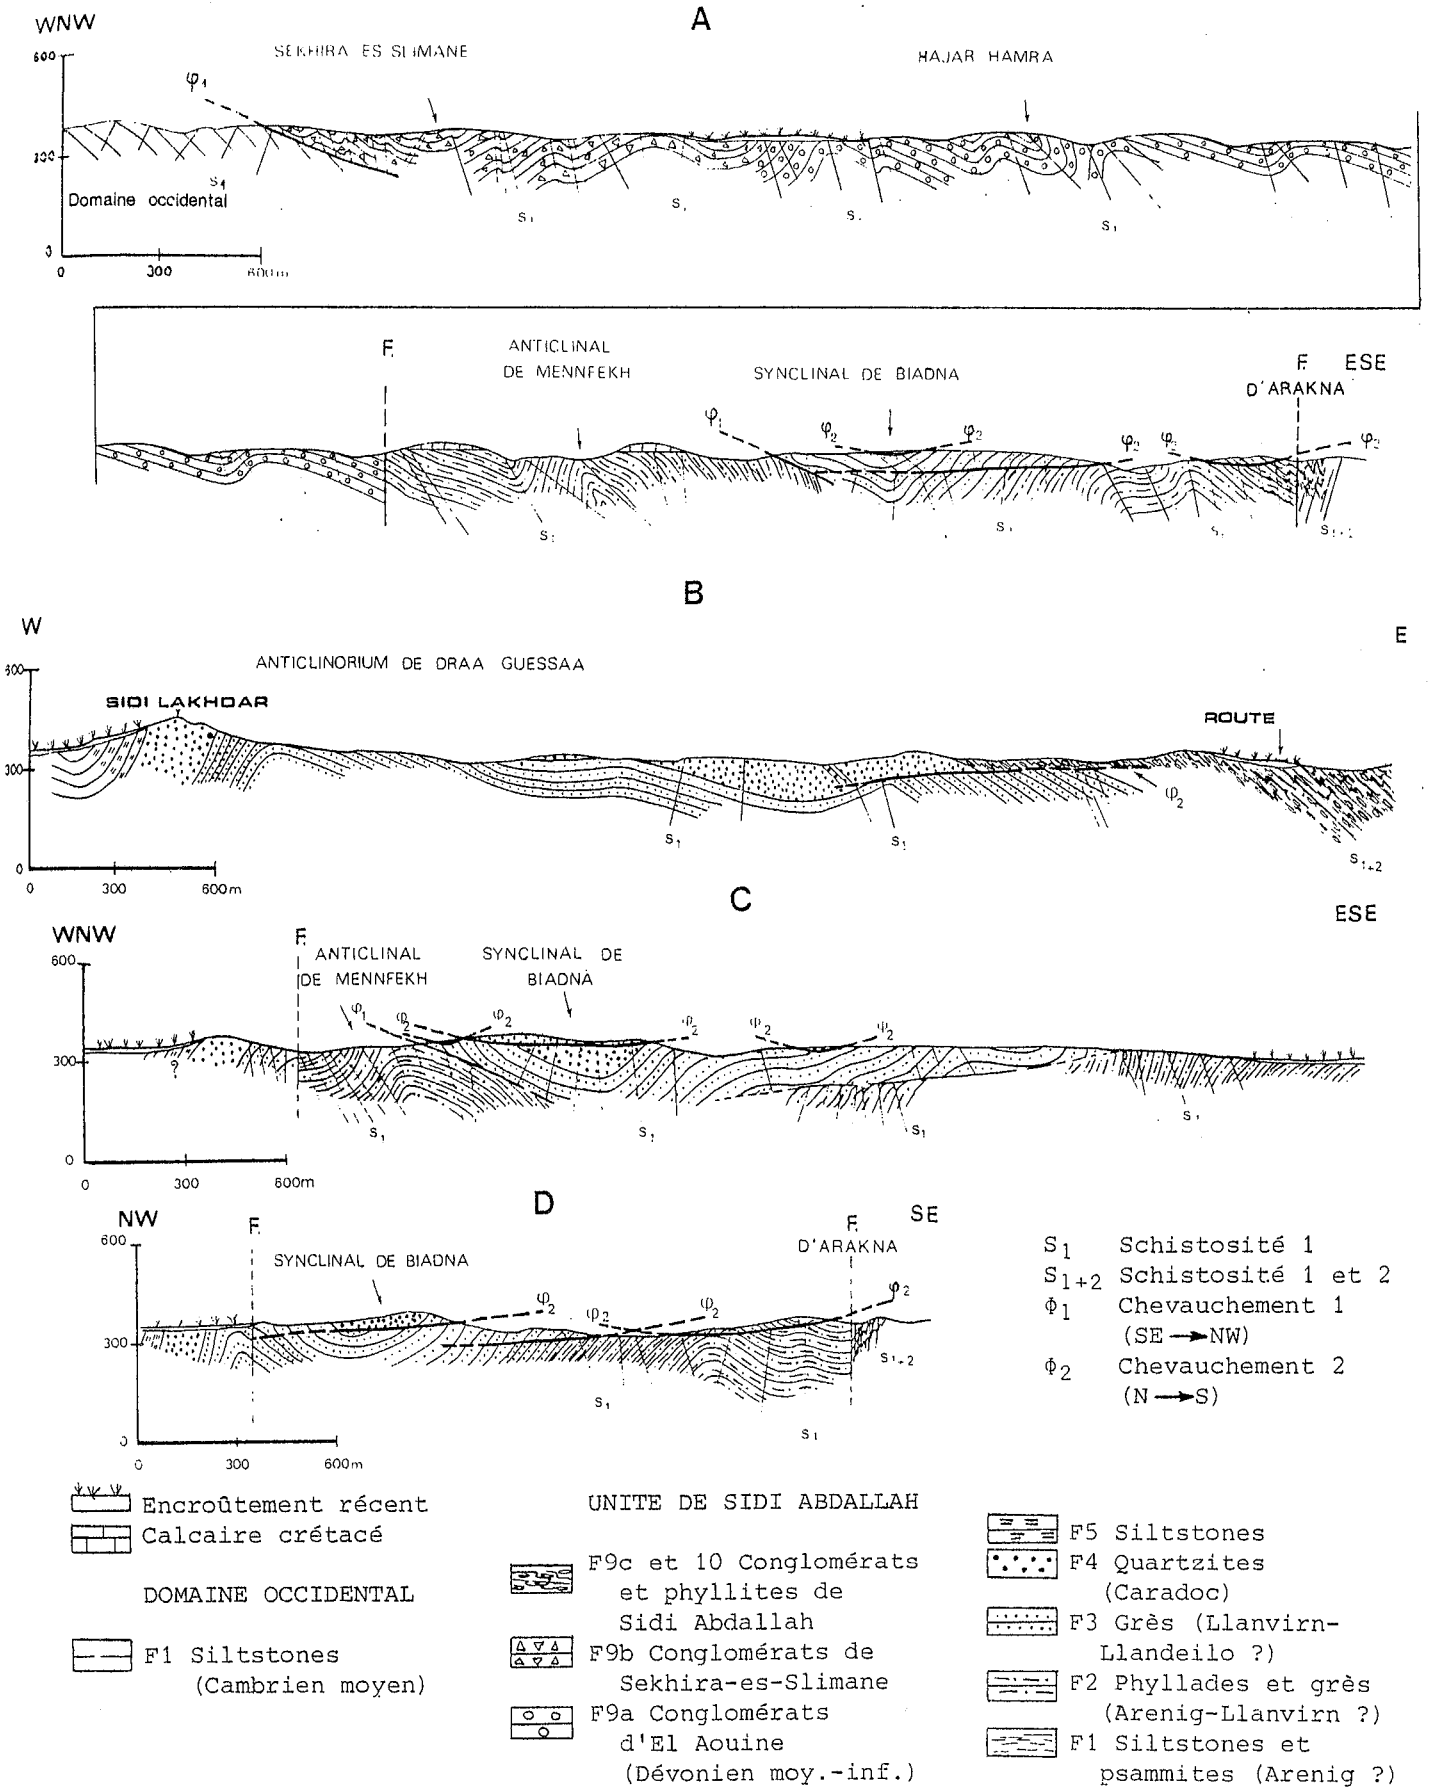 A
WNW
SEKHIRA ES SLIMANE
HAJAR HAMRA
600
φ1
300
S1
Domaine occidental
S1
S.
S.
S1
0
0 300 600m
F.
ANTICLINAL
DE MENNFEKH
SYNCLINAL DE BIADNA
F. ESE
D'ARAKNA
φ1
φ2
φ2
φ2
φ2
S1
S1
S1
S1+2
B
W
E
ANTICLINORIUM DE DRAA GUESSAA
SIDI LAKHDAR
ROUTE
300
φ2
S1
S1
S1+2
0
0 300 600m
C
ESE
WNW
F.
600
ANTICLINAL
DE MENNFEKH
SYNCLINAL DE
BIADNA
φ1
φ2
φ2
φ2
φ2
φ2
300
?
S1
S1
S1
S1
0
0 300 600m
D
NW
F.
F.
SE
600
SYNCLINAL DE BIADNA
D'ARAKNA
φ2
φ2
φ2
φ2
300
S1+2
S1
S1
0
0 300 600m
S1 Schistosité 1
S1+2 Schistosité 1 et 2
Φ1 Chevauchement 1
(SE → NW)
Φ2 Chevauchement 2
(N → S)
Encroûtement récent
Calcaire crétacé
DOMAINE OCCIDENTAL
F1 Siltstones
(Cambrien moyen)
UNITE DE SIDI ABDALLAH
F9c et 10 Conglomérats
et phyllites de
Sidi Abdallah
F9b Conglomérats de
Sekhira-es-Slimane
F9a Conglomérats
d'El Aouine
(Dévonien moy.-inf.)
F5 Siltstones
F4 Quartzites
(Caradoc)
F3 Grès (Llanvirn-
Llandeilo ?)
F2 Phyllades et grès
(Arenig-Llanvirn ?)
F1 Siltstones et
psammites (Arenig ?)